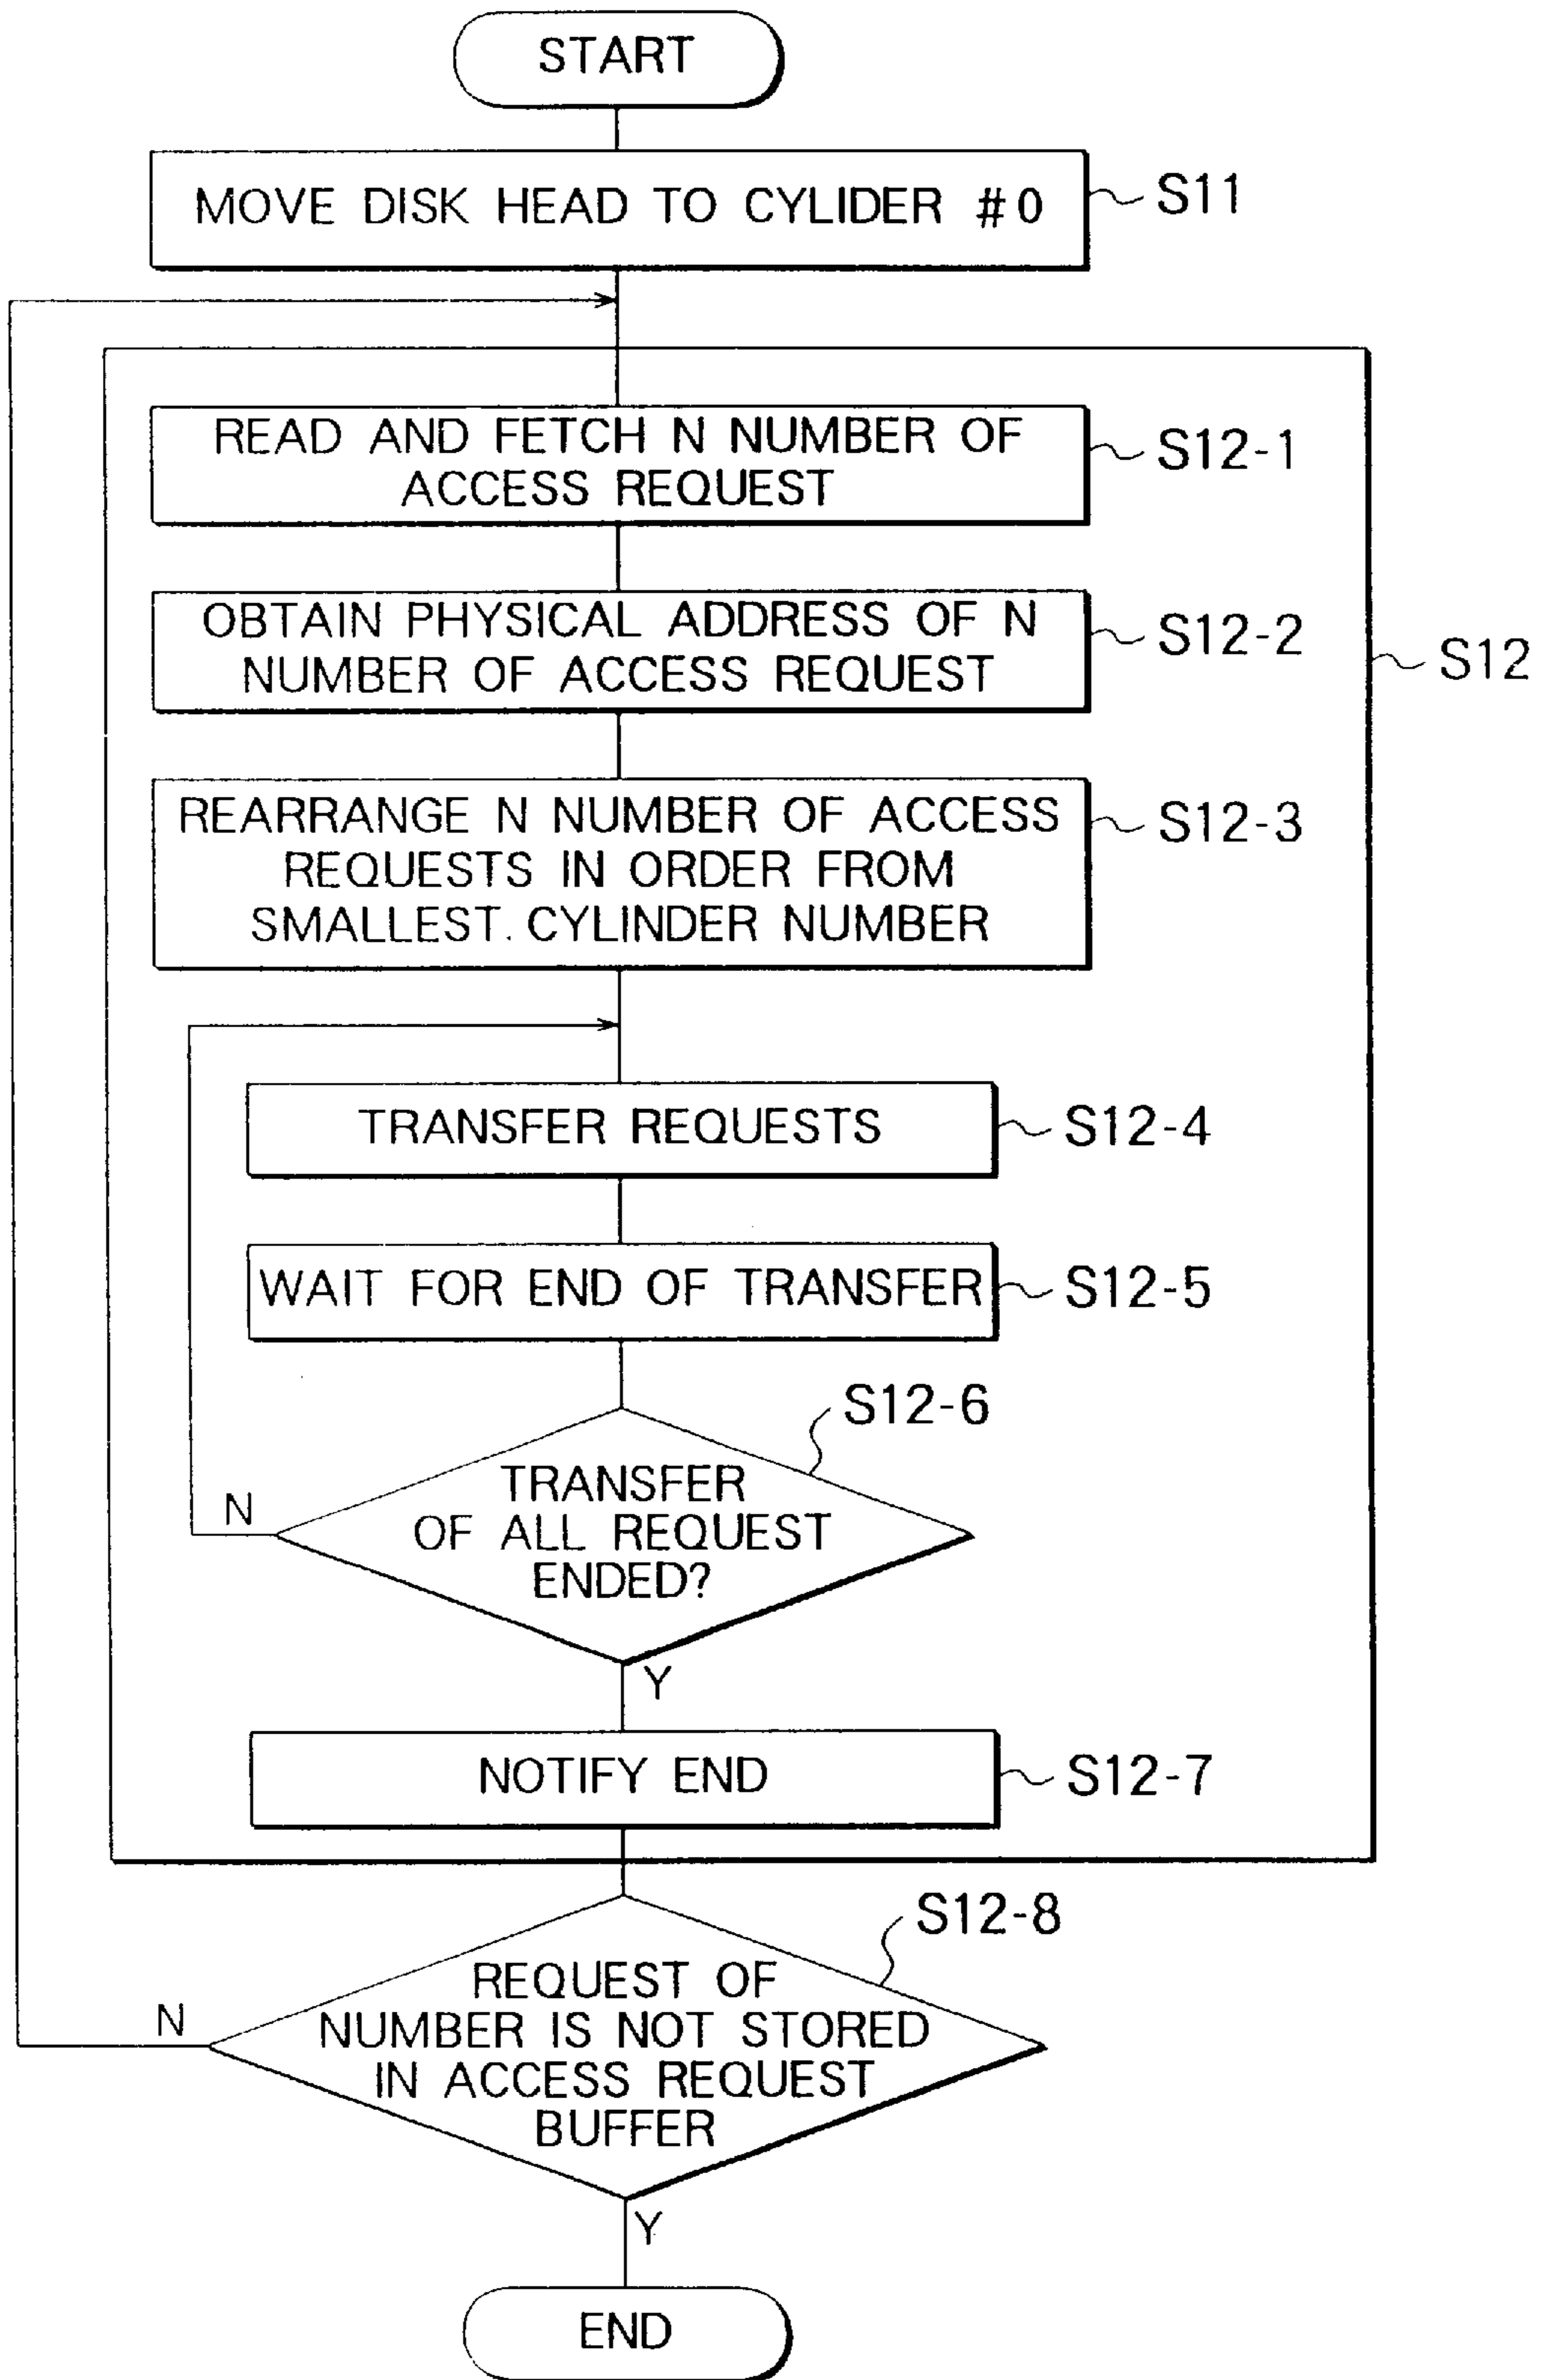 START
MOVE DISK HEAD TO CYLIDER #0
S11
READ AND FETCH N NUMBER OF
ACCESS REQUEST
S12-1
OBTAIN PHYSICAL ADDRESS OF N
NUMBER OF ACCESS REQUEST
S12-2
S12
REARRANGE N NUMBER OF ACCESS
REQUESTS IN ORDER FROM
SMALLEST. CYLINDER NUMBER
S12-3
TRANSFER REQUESTS
S12-4
WAIT FOR END OF TRANSFER
S12-5
S12-6
TRANSFER
OF ALL REQUEST
ENDED?
N
Y
NOTIFY END
S12-7
S12-8
REQUEST OF
NUMBER IS NOT STORED
IN ACCESS REQUEST
BUFFER
N
Y
END